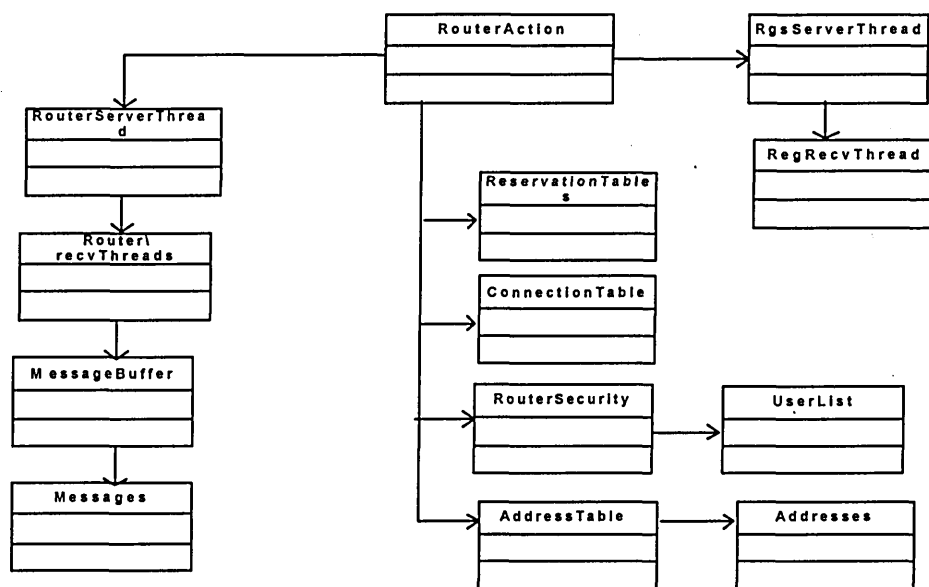 RouterAction
RgsServerThread
RouterServerThrea
d
RegRecvThread
ReservationTable
s
Router\
recvThreads
ConnectionTable
MessageBuffer
RouterSecurity
UserList
Messages
AddressTable
Addresses